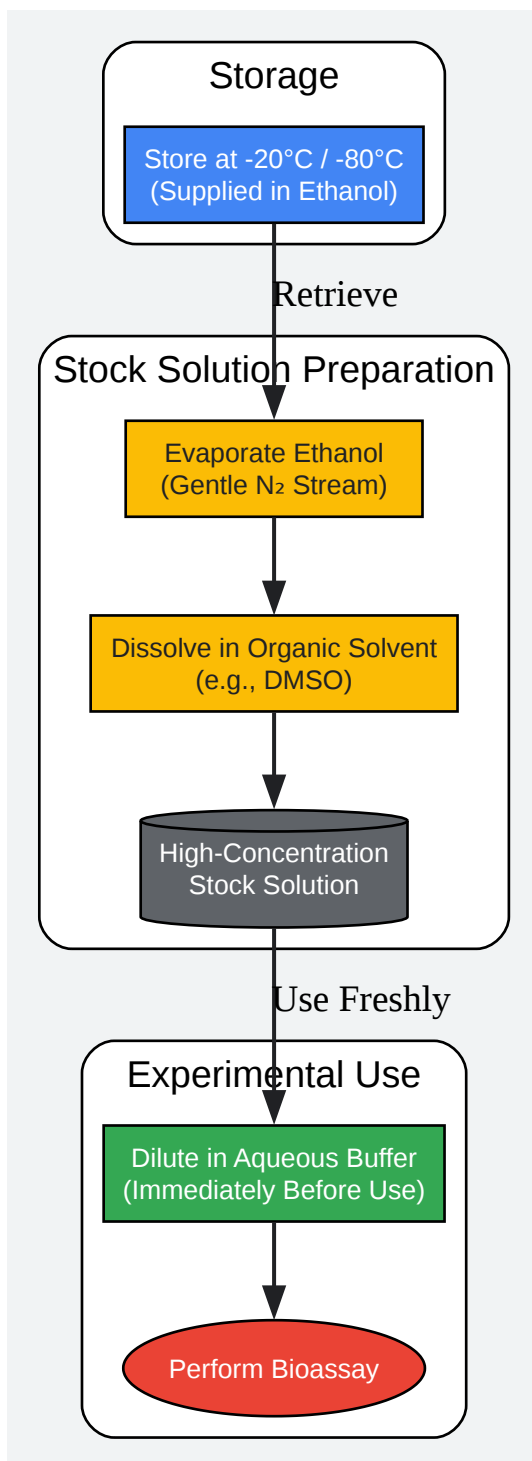 Storage
Store at -20°C / -80°C
(Supplied in Ethanol)
Retrieve
Stock Solution Preparation
Evaporate Ethanol
(Gentle N₂ Stream)
Dissolve in Organic Solvent
(e.g., DMSO)
High-Concentration
Stock Solution
Use Freshly
Experimental Use
Dilute in Aqueous Buffer
(Immediately Before Use)
Perform Bioassay